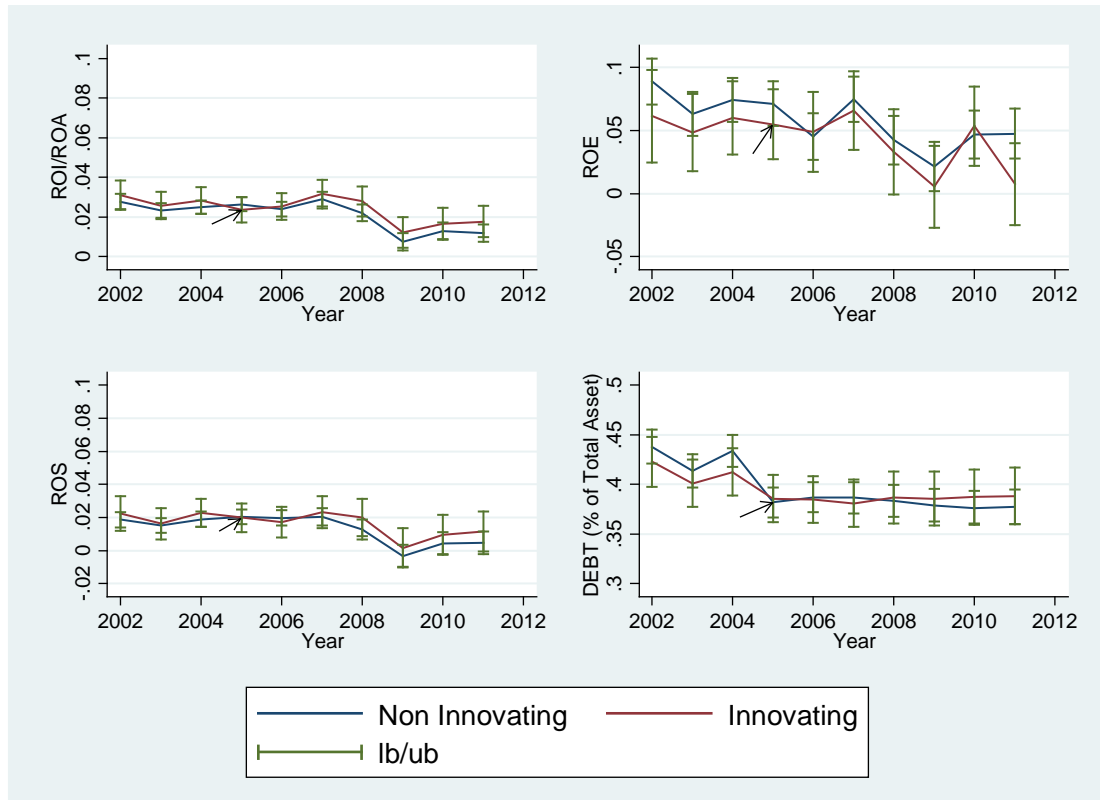 ROI/ROA
.1
.08
.06
.04
.02
0
2002 2004 2006 2008 2010 2012
Year
ROE
.1
.05
0
-.05
2002 2004 2006 2008 2010 2012
Year
ROS
.1
.08
.06
.04
.02
0
-.02
2002 2004 2006 2008 2010 2012
Year
DEBT (% of Total Asset)
.5
.45
.4
.35
.3
2002 2004 2006 2008 2010 2012
Year
Non Innovating Innovating
lb/ub